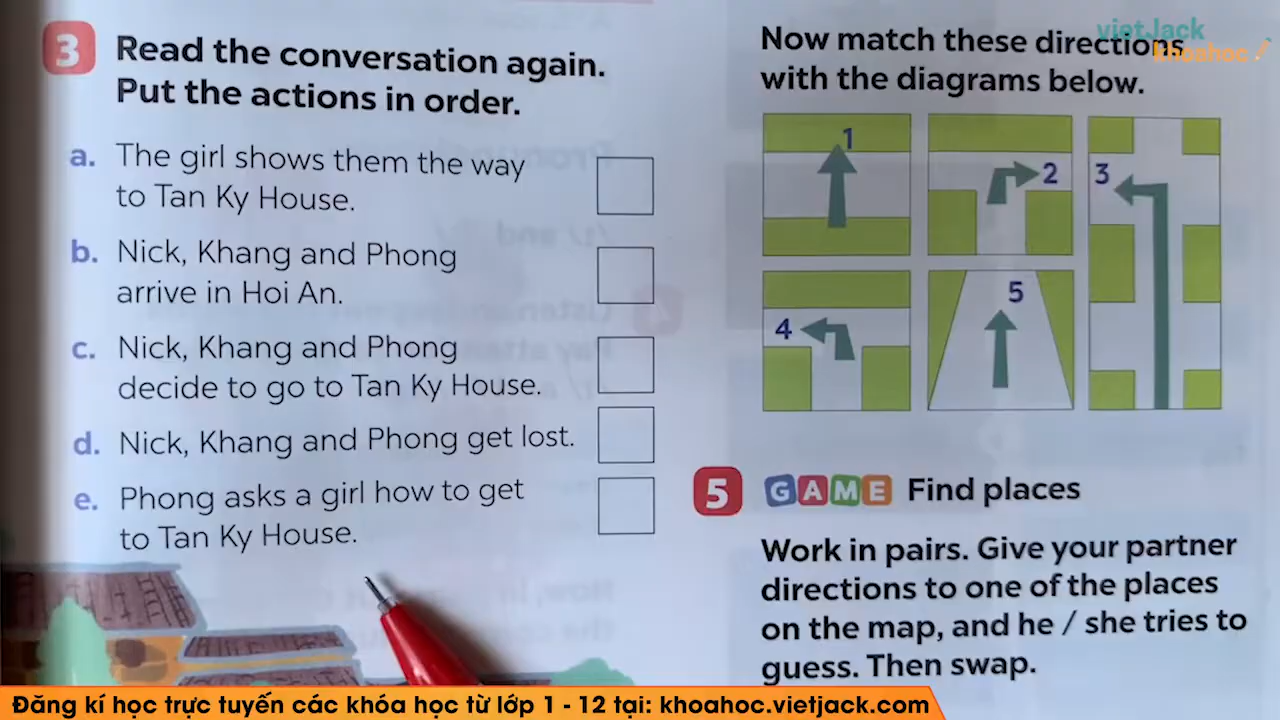 3 Read the conversation again.
Put the actions in order.
a. The girl shows them the way
to Tan Ky House.
b. Nick, Khang and Phong
arrive in Hoi An.
c. Nick, Khang and Phong
decide to go to Tan Ky House.
d. Nick, Khang and Phong get lost.
e. Phong asks a girl how to get
to Tan Ky House.
vietJack
khoahoc
Now match these directions
with the diagrams below.
1
2
3
4
5
5 GAME Find places
Work in pairs. Give your partner
directions to one of the places
on the map, and he / she tries to
guess. Then swap.
Đăng kí học trực tuyến các khóa học từ lớp 1 - 12 tại: khoahoc.vietjack.com